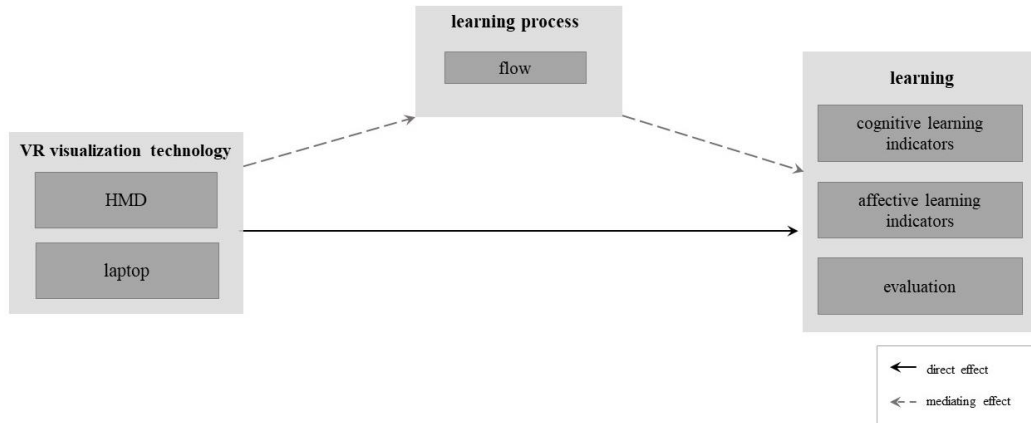 learning process
flow
VR visualization technology
HMD
laptop
learning
cognitive learning
indicators
affective learning
indicators
evaluation
direct effect
mediating effect